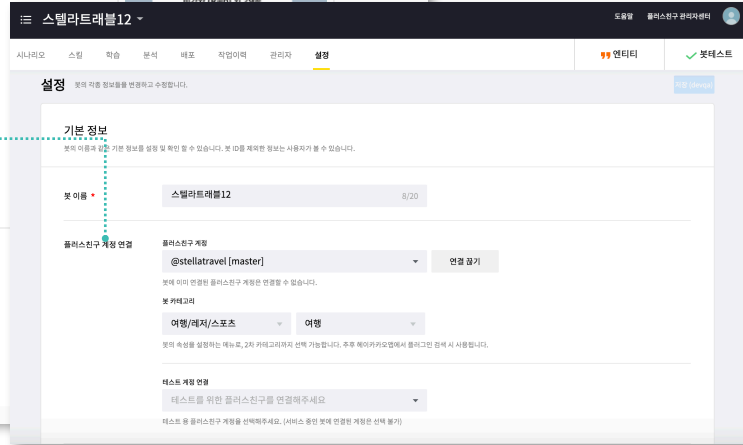 스텔라트래블12
도움말 플러스친구 관리자센터
시나리오 스킬 학습 분석 배포 작업이력 관리자 설정 엔티티 봇테스트
설정 봇의 각종 정보들을 변경하고 수정합니다.
저장
기본 정보
봇의 이름과 같은 기본 정보를 설정 및 확인 할 수 있습니다. 봇 ID를 제외한 정보는 사용자가 볼 수 있습니다.
봇 이름 * 스텔라트래블12 8/20
플러스친구 계정 연결 플러스친구 계정
@stellatravel [master] 연결 끊기
봇에 이미 연결된 플러스친구 계정은 연결할 수 없습니다.
봇 카테고리
여행/레저/스포츠 여행
봇의 속성을 설정하는 메뉴로, 2차 카테고리까지 선택 가능합니다. 추후 헤이카카오앱에서 플러그인 검색 시 사용됩니다.
테스트 계정 연결
테스트를 위한 플러스친구를 연결해주세요
테스트 용 플러스친구 계정을 선택해주세요. (서비스 중인 봇에 연결된 계정은 선택 불가)